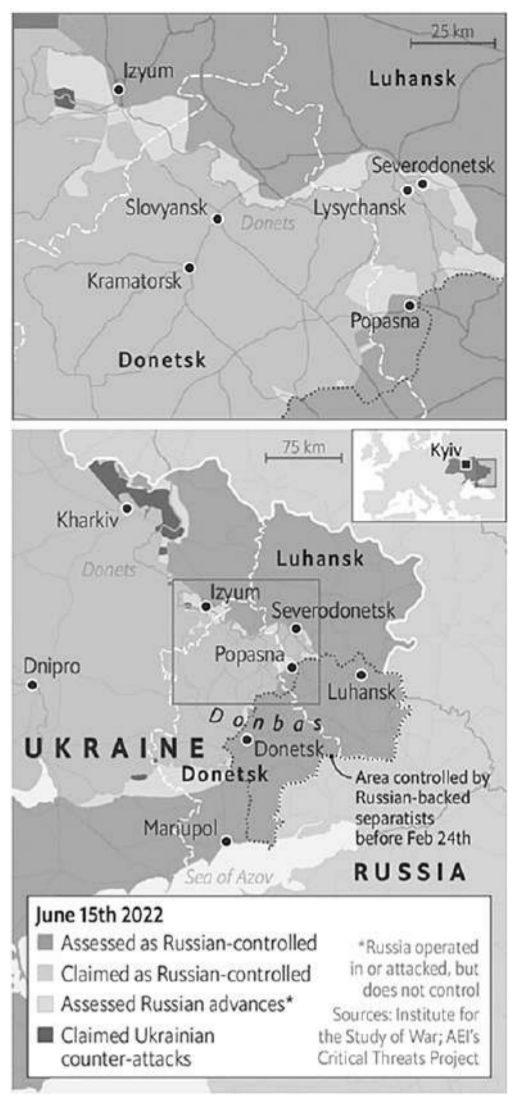 25 km
Izyum
Luhansk
Severodonetsk
Lysychansk
Slovyansk
Donets
Kramatorsk
Popasna
Donetsk
75 km
Kyiv
Kharkiv
Donets
Luhansk
Izyum
Severodonetsk
Popasna
Dnipro
Luhansk
Donbas
UKRAINE
Donetsk
Donetsk
Area controlled by
Russian-backed
separatists
before Feb 24th
Mariupol
Sea of Azov
RUSSIA
June 15th 2022
Assessed as Russian-controlled
Claimed as Russian-controlled
Assessed Russian advances*
Claimed Ukrainian
counter-attacks
*Russia operated
in or attacked, but
does not control
Sources: Institute for
the Study of War; AEI's
Critical Threats Project